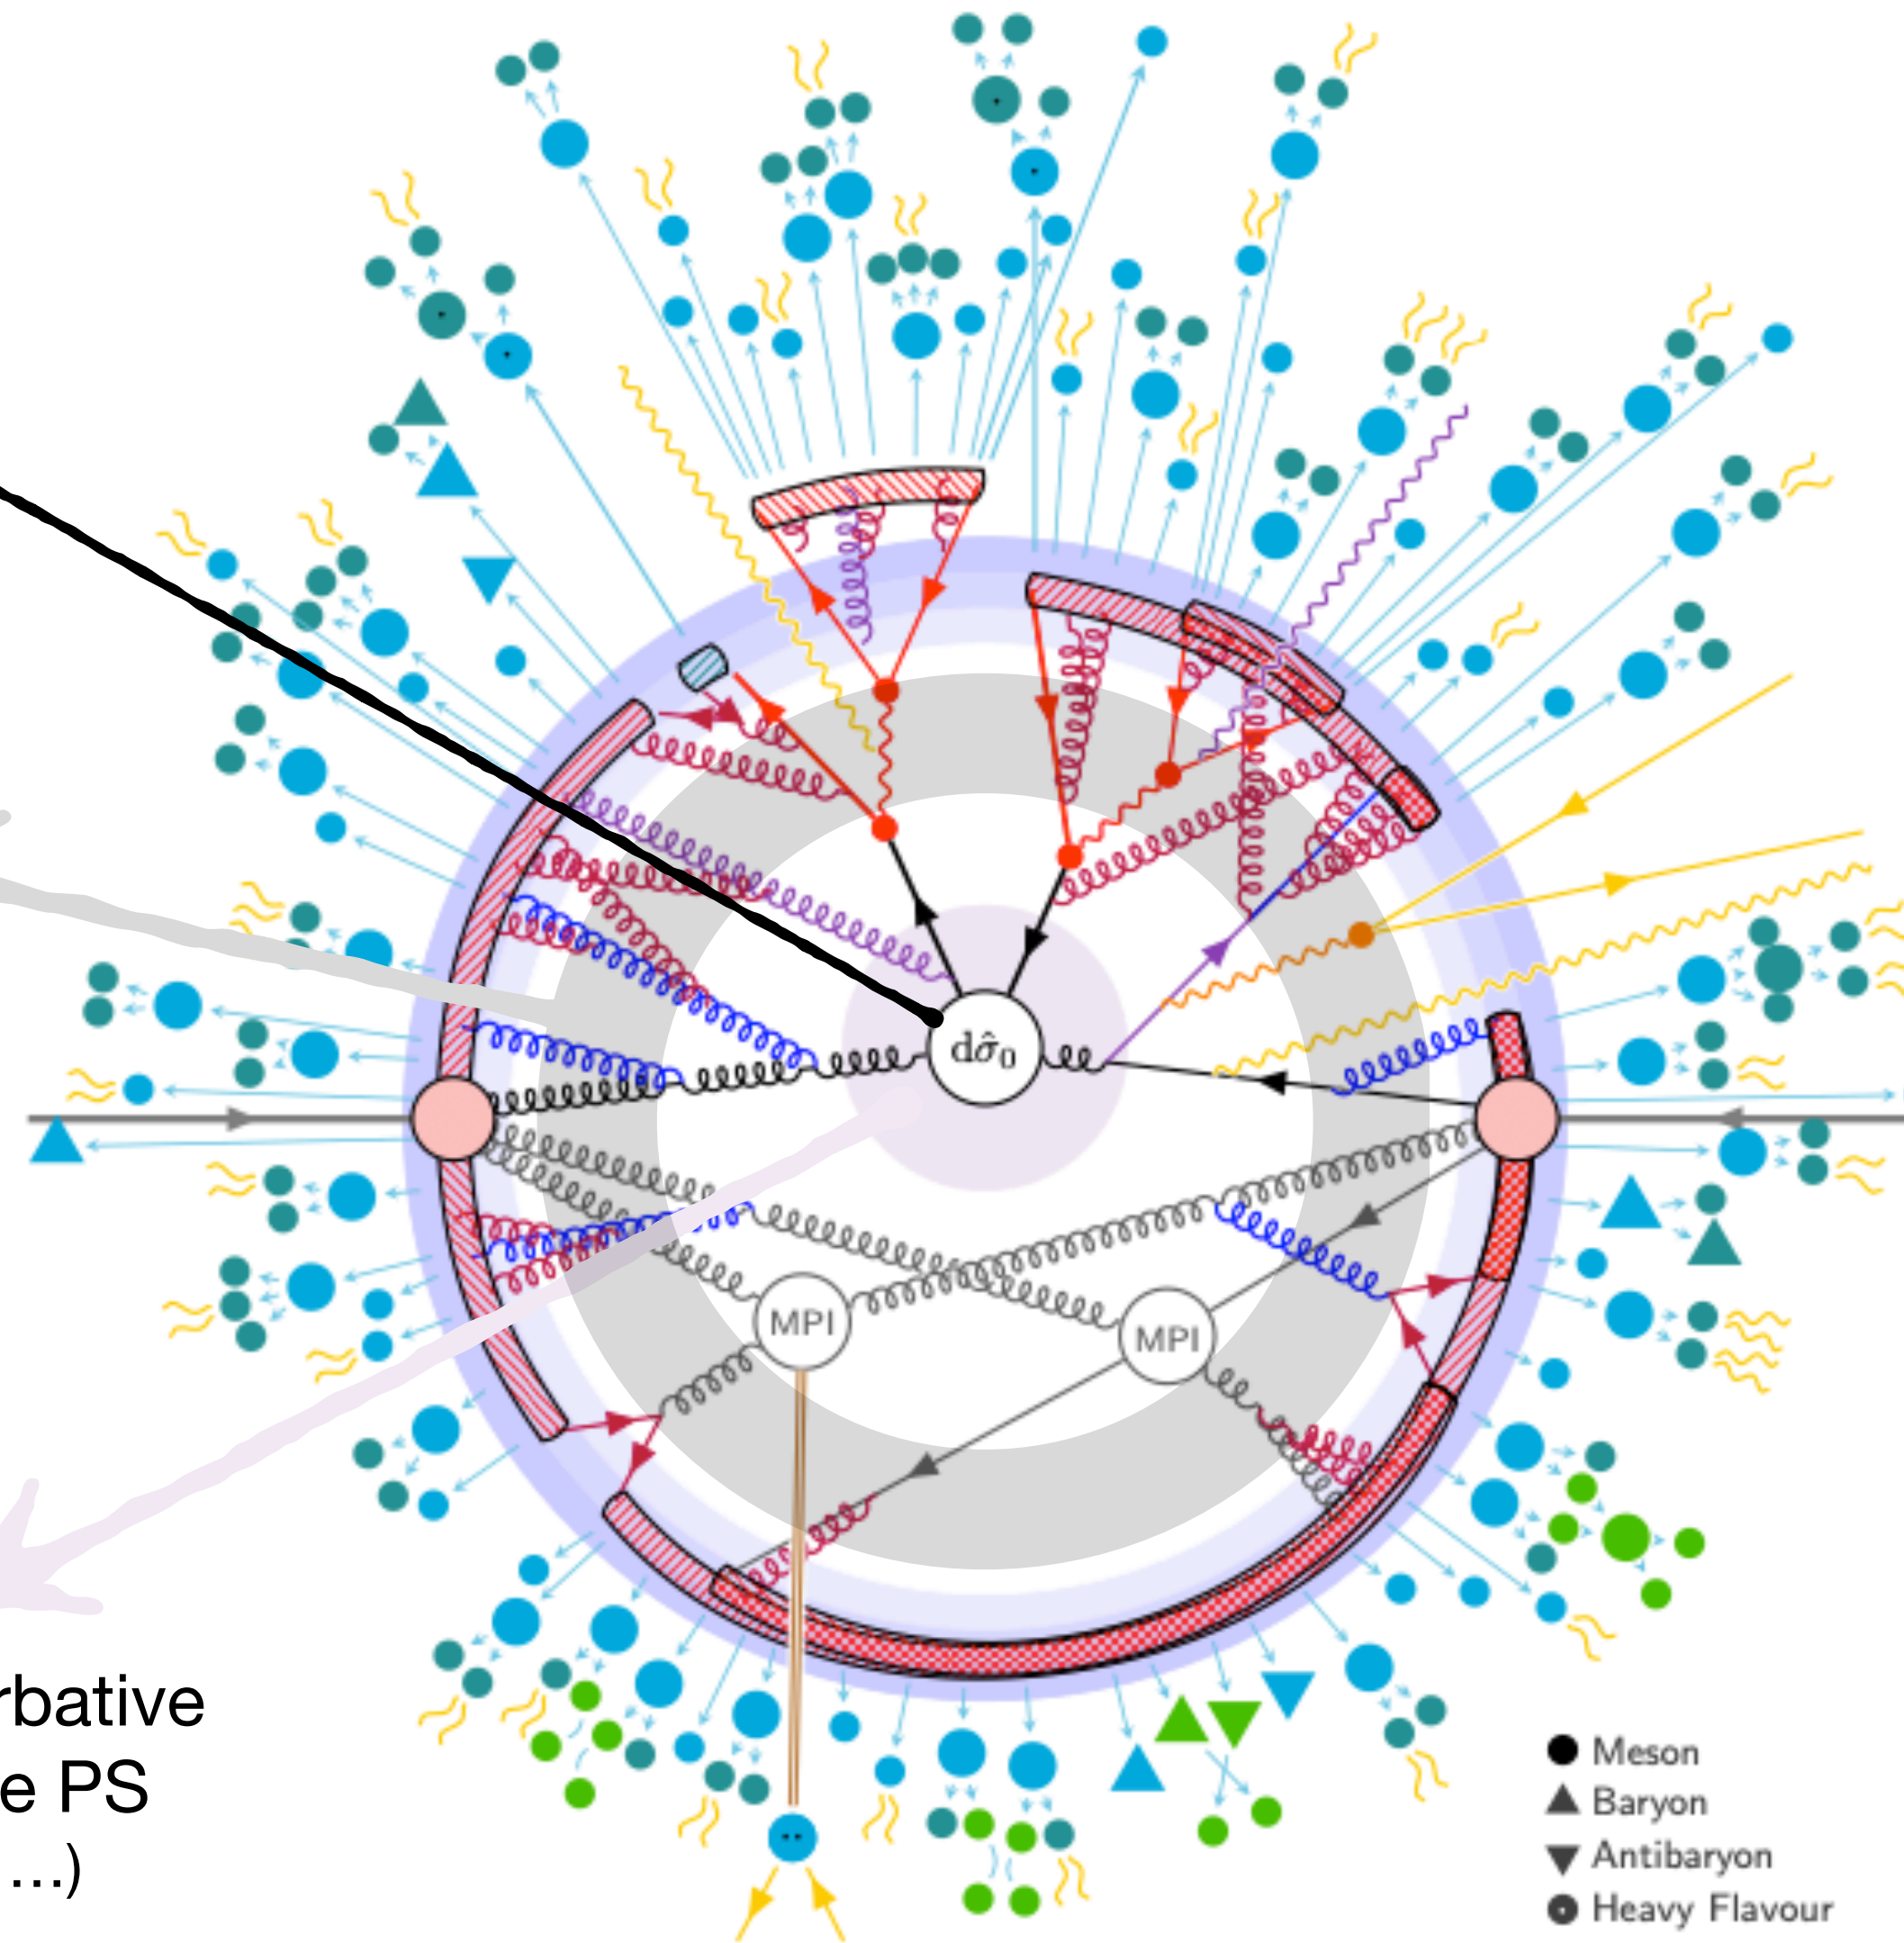 dσ̂₀
MPI
MPI
rbative
e PS
...)
Meson
Baryon
Antibaryon
Heavy Flavour